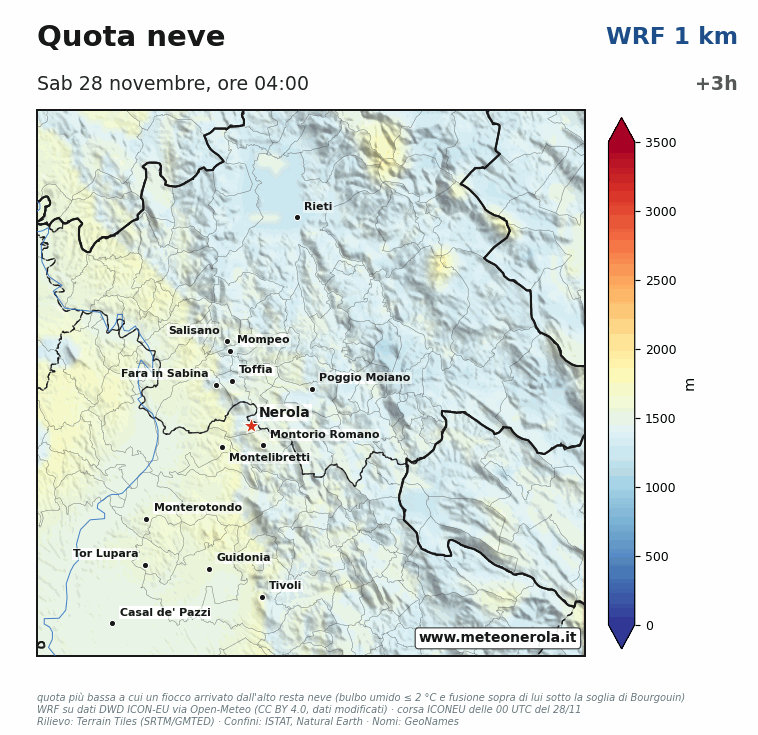 Quota neve
WRF 1 km
Sab 28 novembre, ore 04:00
+3h
3500
3000
2500
2000
1500
1000
500
0
m
Rieti
Salisano
Mompeo
Fara in Sabina
Toffia
Poggio Moiano
Nerola
Montorio Romano
Montelibretti
Monterotondo
Tor Lupara
Guidonia
Tivoli
Casal de' Pazzi
www.meteonerola.it
quota più bassa a cui un fiocco arrivato dall'alto resta neve (bulbo umido ≤ 2 °C e fusione sopra di lui sotto la soglia di Bourgouin)
WRF su dati DWD ICON-EU via Open-Meteo (CC BY 4.0, dati modificati) · corsa ICONEU delle 00 UTC del 28/11
Rilievo: Terrain Tiles (SRTM/GMTED) · Confini: ISTAT, Natural Earth · Nomi: GeoNames